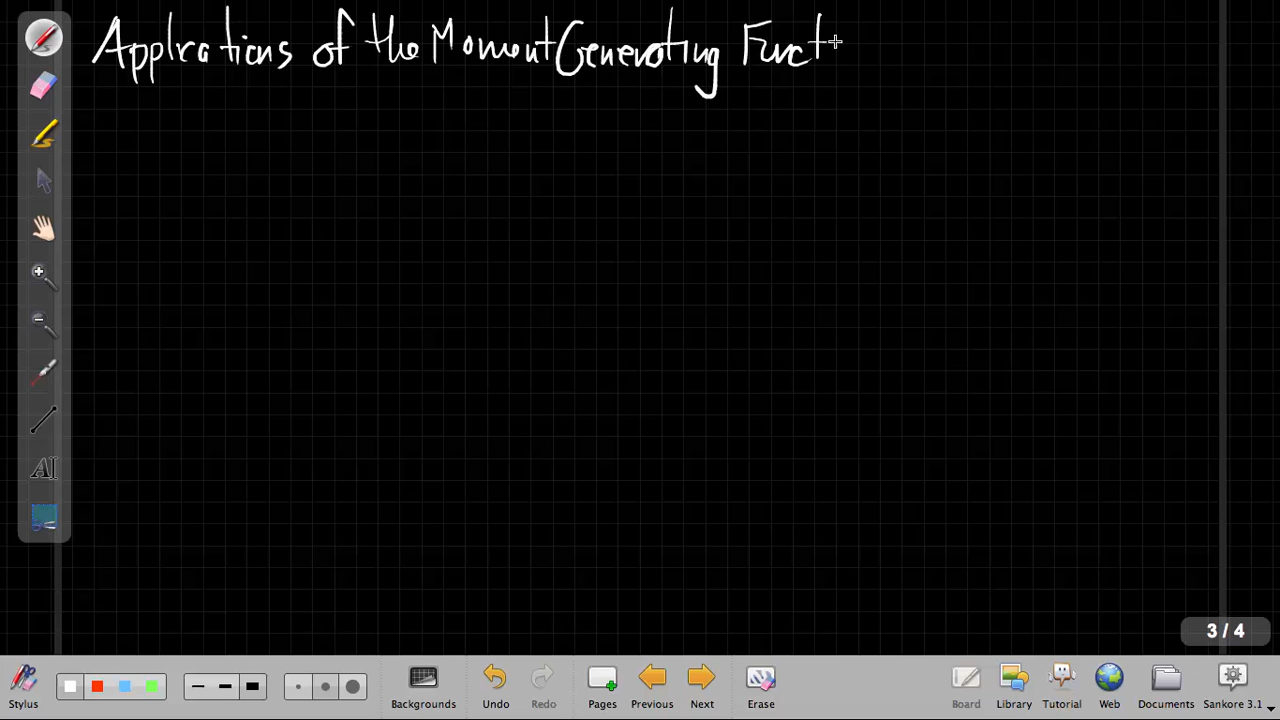 Applications of the Moment Generating Funct
AI
3 / 4
Stylus
Backgrounds
Undo
Redo
Pages
Previous
Next
Erase
Board
Library
Web
Tutorial
Documents
Sankore 3.1